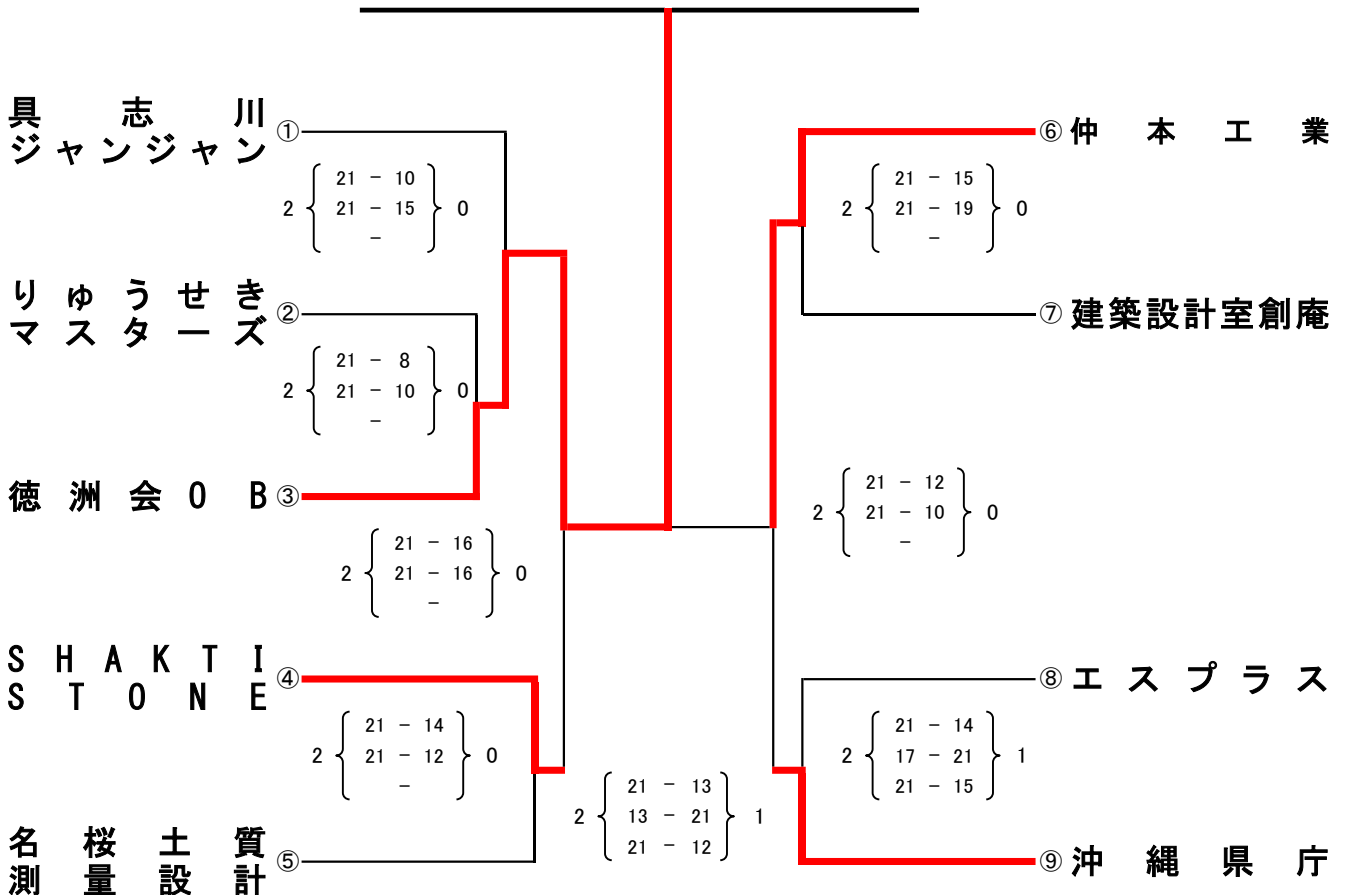 具志川
ジャンジャン
①
2 { 21 - 10 } 0
21 - 15
-
りゅうせき
マスターズ
②
2 { 21 - 8 } 0
21 - 10
-
徳洲会OB
③
2 { 21 - 16 } 0
21 - 16
-
SHAKTI
STONE
④
2 { 21 - 14 } 0
21 - 12
-
名桜土質
測量設計
⑤
2 { 21 - 13 } 1
13 - 21
21 - 12
⑥ 仲本工業
2 { 21 - 15 } 0
21 - 19
-
⑦ 建築設計室創庵
2 { 21 - 12 } 0
21 - 10
-
⑧ エスプラス
2 { 21 - 14 } 1
17 - 21
21 - 15
⑨ 沖縄県庁